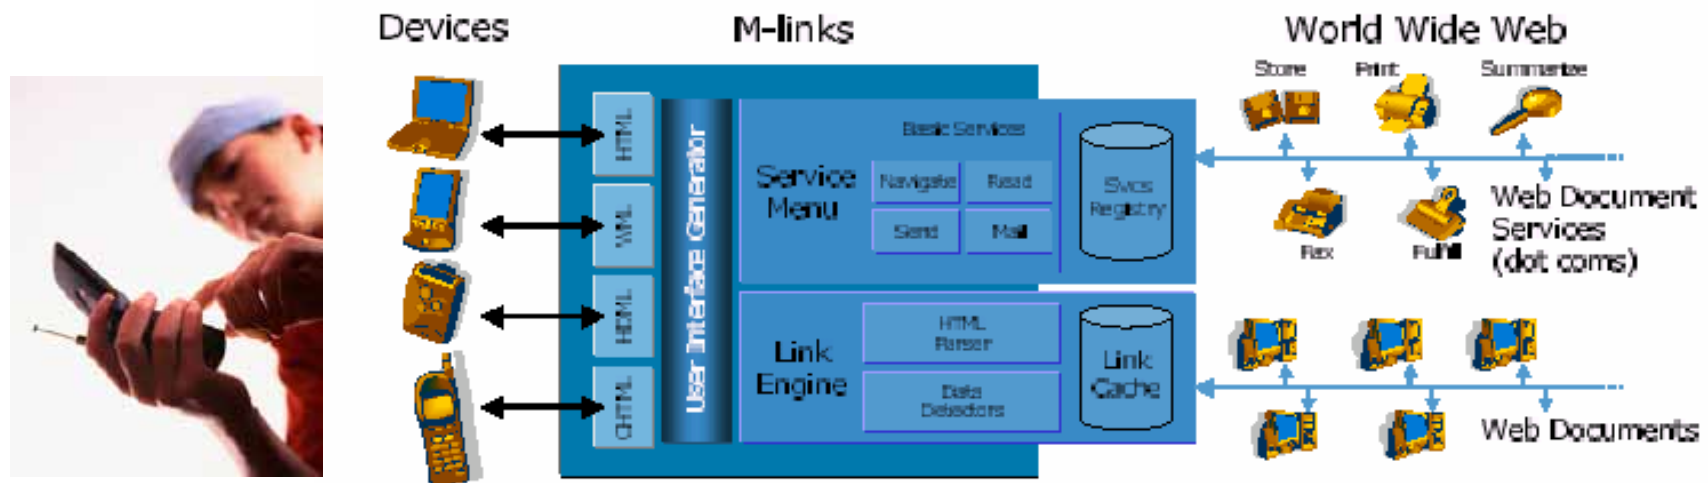 Devices
M-links
World Wide Web
Store
Print
Summarize
HTML
WML
HDML
CHTML
User Interface Generator
Service
Menu
Basic Services
Navigate
Read
Send
Mail
Svcs
Registry
Fax
Fulfill
Web Document
Services
(dot coms)
Link
Engine
HTML
Parser
Data
Detectors
Link
Cache
Web Documents